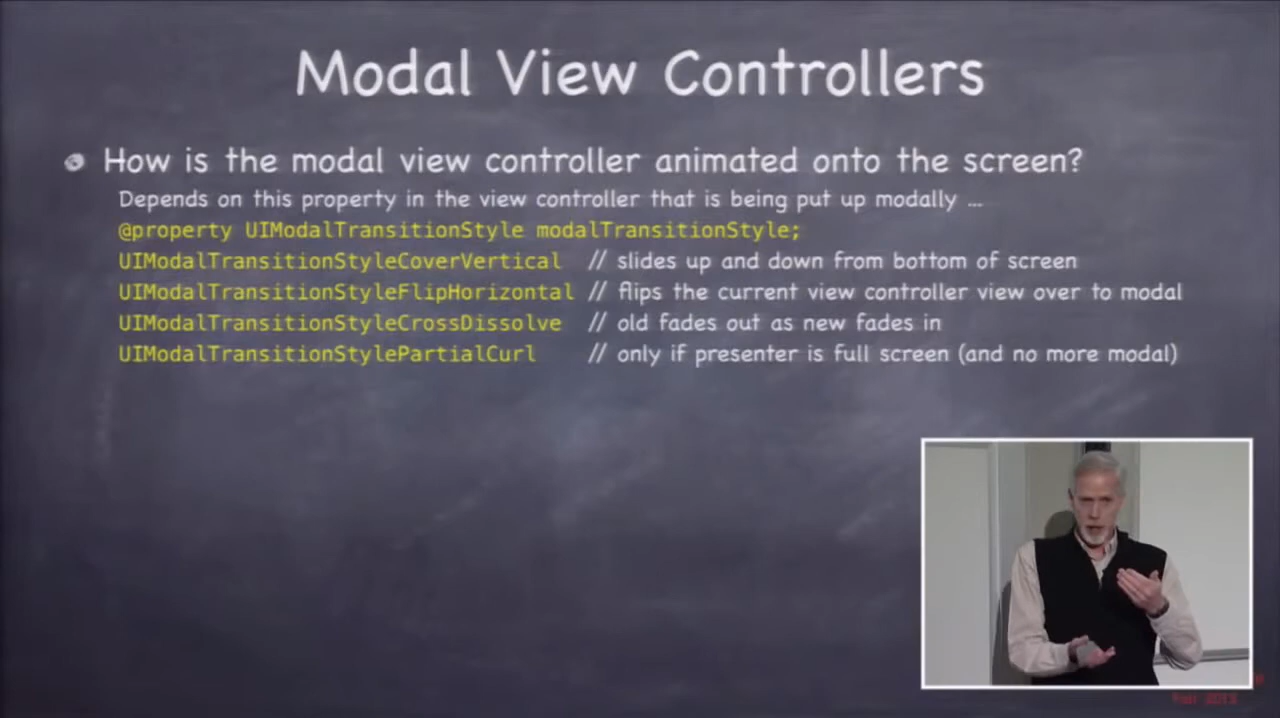 Modal View Controllers
How is the modal view controller animated onto the screen?
Depends on this property in the view controller that is being put up modally ...
@property UIModalTransitionStyle modalTransitionStyle;
UIModalTransitionStyleCoverVertical // slides up and down from bottom of screen
UIModalTransitionStyleFlipHorizontal // flips the current view controller view over to modal
UIModalTransitionStyleCrossDissolve // old fades out as new fades in
UIModalTransitionStylePartialCurl // only if presenter is full screen (and no more modal)